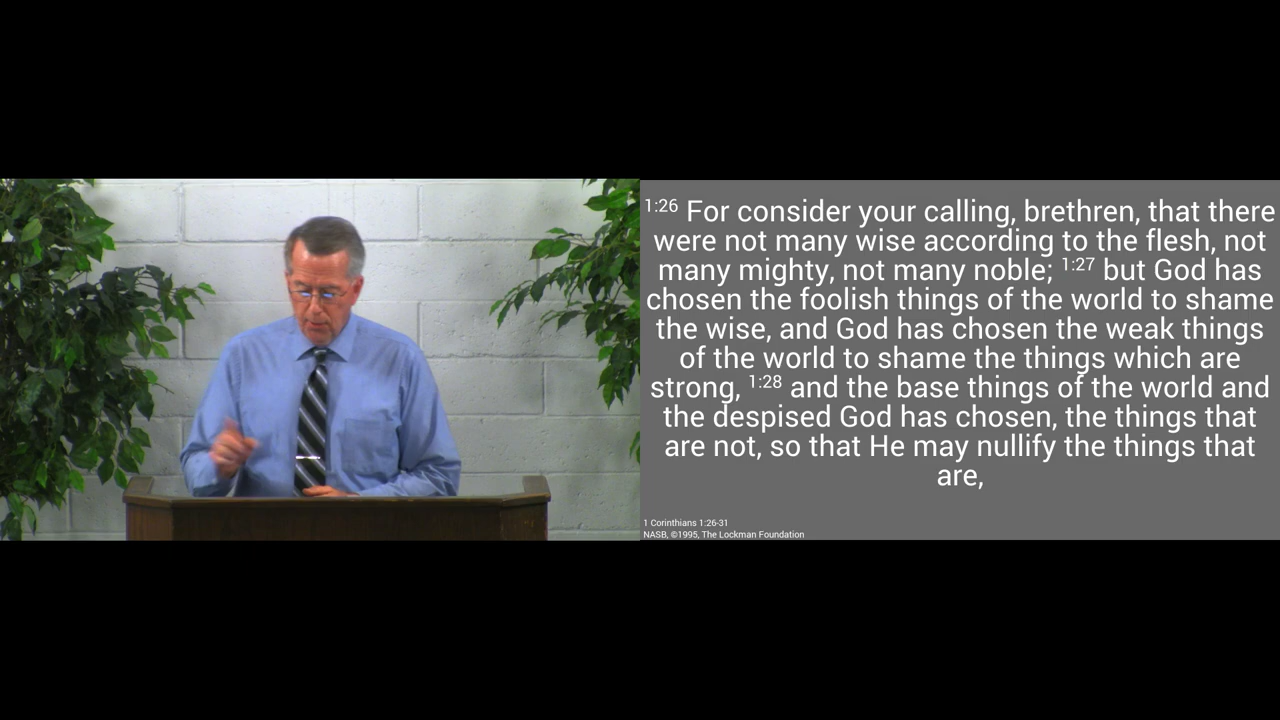 1:26 For consider your calling, brethren, that there
were not many wise according to the flesh, not
many mighty, not many noble; 1:27 but God has
chosen the foolish things of the world to shame
the wise, and God has chosen the weak things
of the world to shame the things which are
strong, 1:28 and the base things of the world and
the despised God has chosen, the things that
are not, so that He may nullify the things that
are,
1 Corinthians 1:26-31
NASB, ©1995, The Lockman Foundation